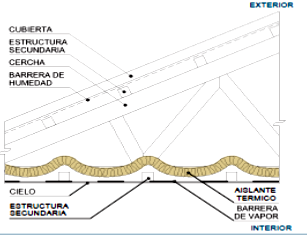 EXTERIOR
CUBIERTA
ESTRUCTURA
SECUNDARIA
CERCHA
BARRERA DE
HUMEDAD
CIELO
ESTRUCTURA
SECUNDARIA
AISLANTE
TERMICO
BARRERA
DE VAPOR
INTERIOR